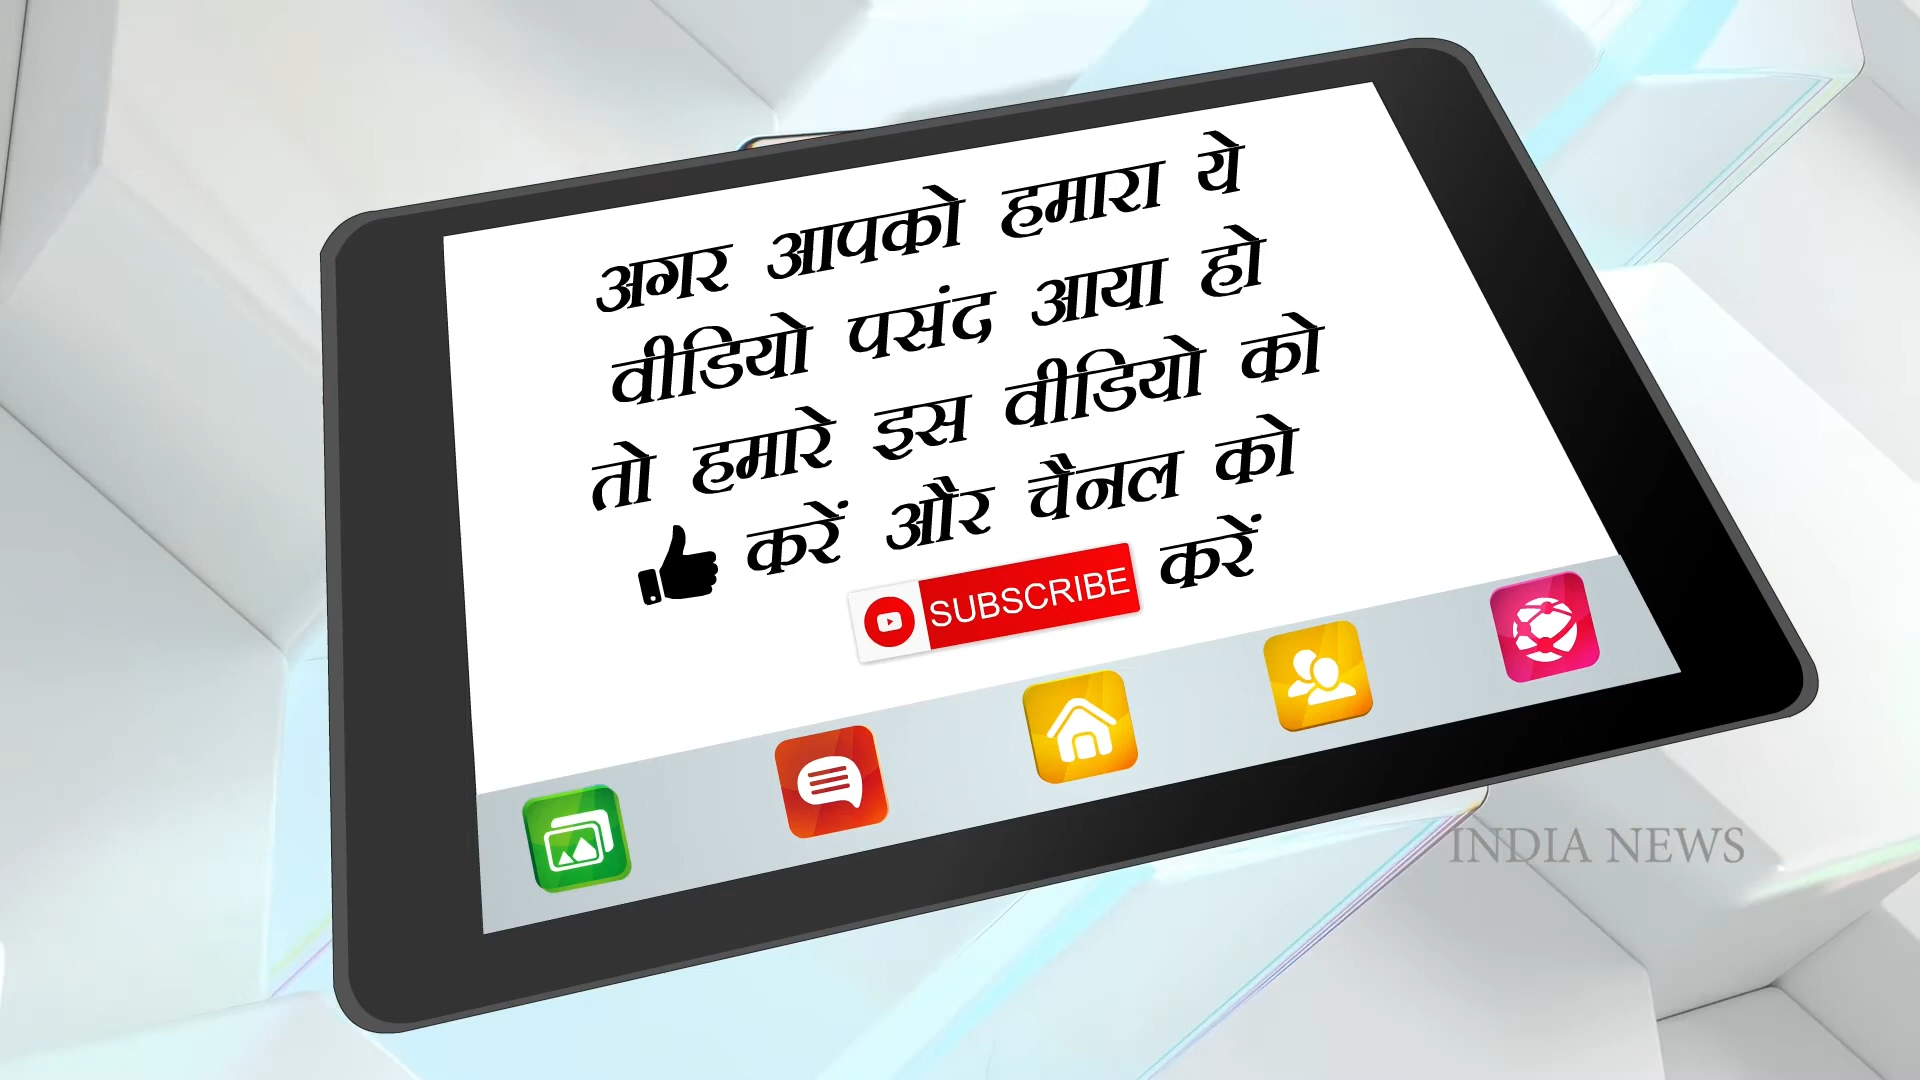 अगर आपको हमारा ये
वीडियो पसंद आया हो
तो हमारे इस वीडियो को
करें और चैनल को
SUBSCRIBE करें
INDIA NEWS